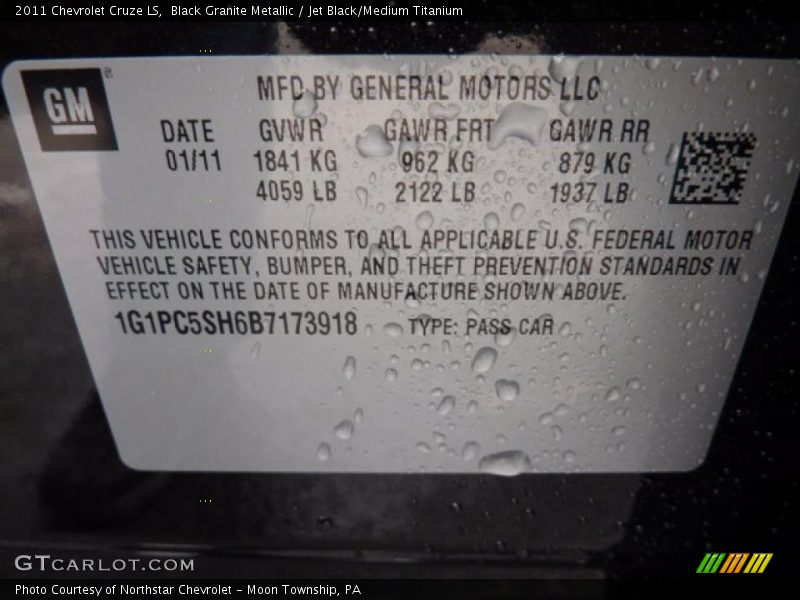 2011 Chevrolet Cruze LS,  Black Granite Metallic / Jet Black/Medium Titanium
GM
®
MFD BY GENERAL MOTORS LLC
DATE GVWR GAWR FRT GAWR RR
01/11 1841 KG 962 KG 879 KG
4059 LB 2122 LB 1937 LB
THIS VEHICLE CONFORMS TO ALL APPLICABLE U.S. FEDERAL MOTOR
VEHICLE SAFETY, BUMPER, AND THEFT PREVENTION STANDARDS IN
EFFECT ON THE DATE OF MANUFACTURE SHOWN ABOVE.
1G1PC5SH6B7173918 TYPE: PASS CAR
GTCARLOT.COM
Photo Courtesy of Northstar Chevrolet - Moon Township, PA